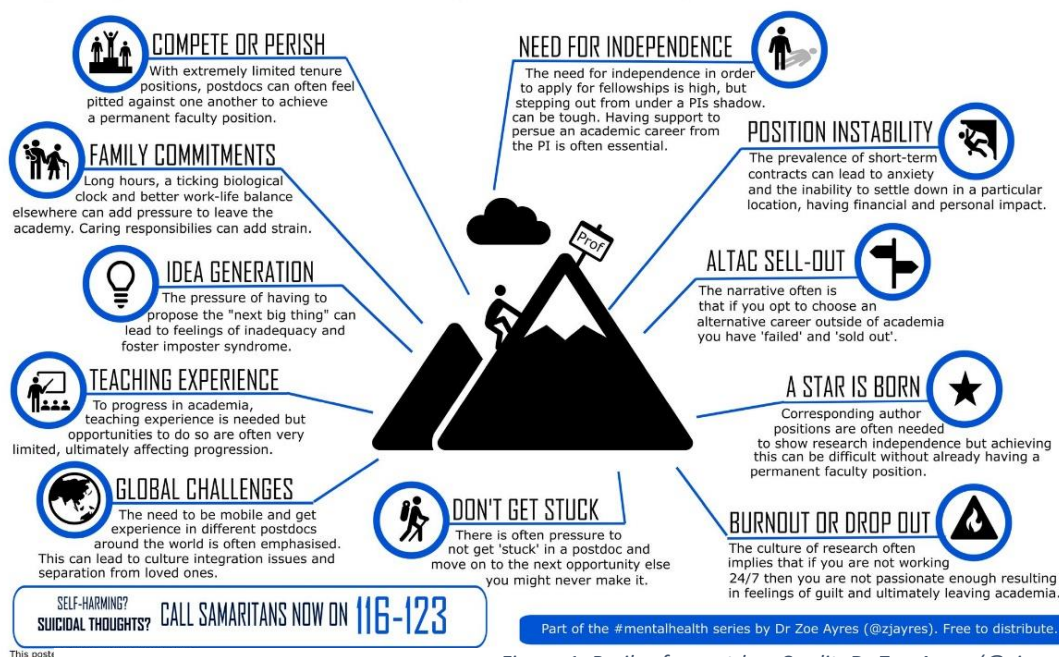 COMPETE OR PERISH
With extremely limited tenure
positions, postdocs can often feel
pitted against one another to achieve
a permanent faculty position.
FAMILY COMMITMENTS
Long hours, a ticking biological
clock and better work-life balance
elsewhere can add pressure to leave the
academy. Caring responsibilies can add strain.
IDEA GENERATION
The pressure of having to
propose the "next big thing" can
lead to feelings of inadequacy and
foster imposter syndrome.
TEACHING EXPERIENCE
To progress in academia,
teaching experience is needed but
opportunities to do so are often very
limited, ultimately affecting progression.
GLOBAL CHALLENGES
The need to be mobile and get
experience in different postdocs
around the world is often emphasised.
This can lead to culture integration issues and
separation from loved ones.
NEED FOR INDEPENDENCE
The need for independence in order
to apply for fellowships is high, but
stepping out from under a PIs shadow.
can be tough. Having support to
persue an academic career from
the PI is often essential.
POSITION INSTABILITY
The prevalence of short-term
contracts can lead to anxiety
and the inability to settle down in a particular
location, having financial and personal impact.
Prof
ALTAC SELL-OUT
The narrative often is
that if you opt to choose an
alternative career outside of academia
you have 'failed' and 'sold out'.
A STAR IS BORN
Corresponding author
positions are often needed
to show research independence but achieving
this can be difficult without already having a
permanent faculty position.
DON'T GET STUCK
There is often pressure to
not get 'stuck' in a postdoc and
move on to the next opportunity else
you might never make it.
BURNOUT OR DROP OUT
The culture of research often
implies that if you are not working
24/7 then you are not passionate enough resulting
in feelings of guilt and ultimately leaving academia.
SELF-HARMING?
SUICIDAL THOUGHTS? CALL SAMARITANS NOW ON 116-123
Part of the #mentalhealth series by Dr Zoe Ayres (@zjayres). Free to distribute.
This